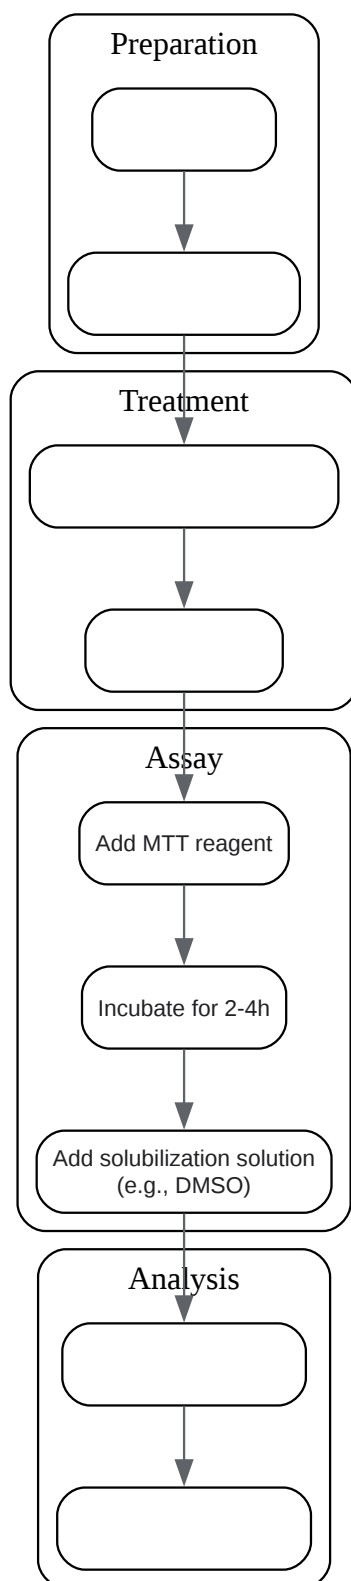 Preparation
Treatment
Assay
Add MTT reagent
Incubate for 2-4h
Add solubilization solution
(e.g., DMSO)
Analysis